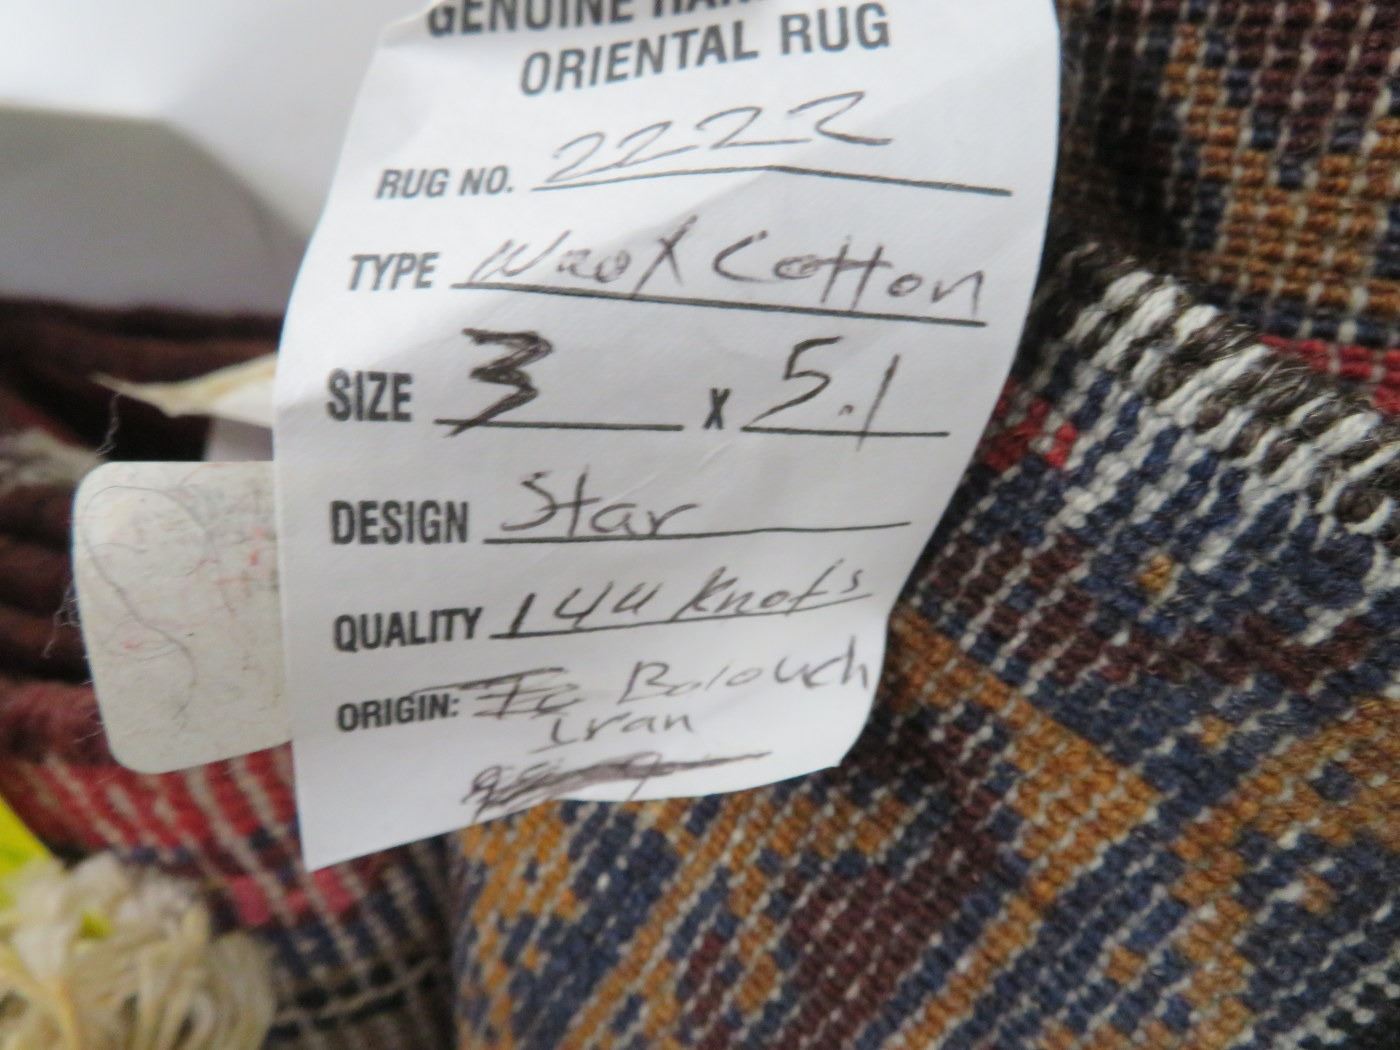 GENUINE
ORIENTAL RUG
RUG NO. 2222
TYPE Wool X Cotton
SIZE 3 x 5.1
DESIGN Star
QUALITY 144 knots
ORIGIN: Balouch
Iran